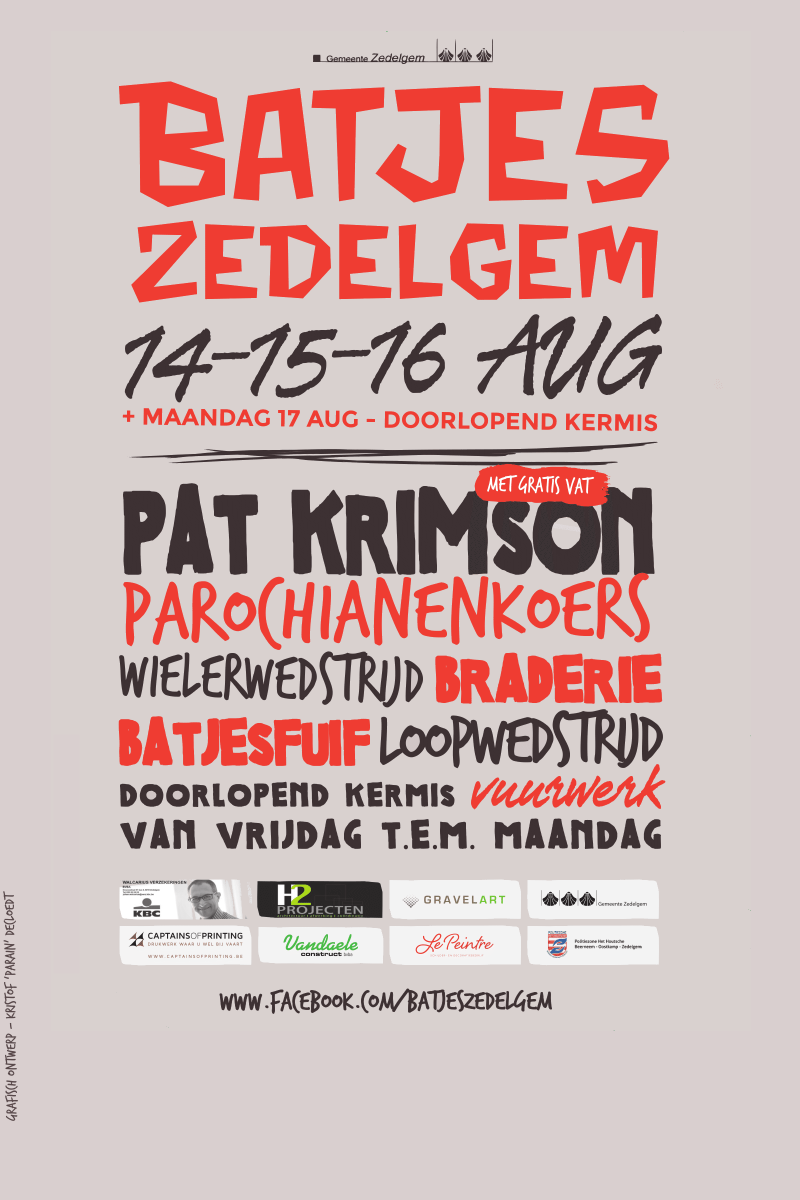 Gemeente Zedelgem
BATJES
ZEDELGEM
14-15-16 AUG
+ MAANDAG 17 AUG - DOORLOPEND KERMIS
MET GRATIS VAT
PAT KRIMSON
PAROCHIANENKOERS
WIELERWEDSTRIJD BRADERIE
BATJESFUIF LOOPWEDSTRIJD
DOORLOPEND KERMIS vuurwerk
VAN VRIJDAG T.E.M. MAANDAG
WALCARIUS VERZEKERINGEN
KBC
H2
PROJECTEN
GRAVELART
Gemeente Zedelgem
CAPTAINSOFPRINTING
DRUKWERK WAAR U WEL BIJ VAART
WWW.CAPTAINSOFPRINTING.BE
Vandaele
construct bvba
Le Peintre
Politiezone Het Houtsche
Beernem - Oostkamp - Zedelgem
WWW.FACEBOOK.COM/BATJESZEDELGEM
GRAFISCH ONTWERP - KRISTOF 'PARAIN' DECLOEDT